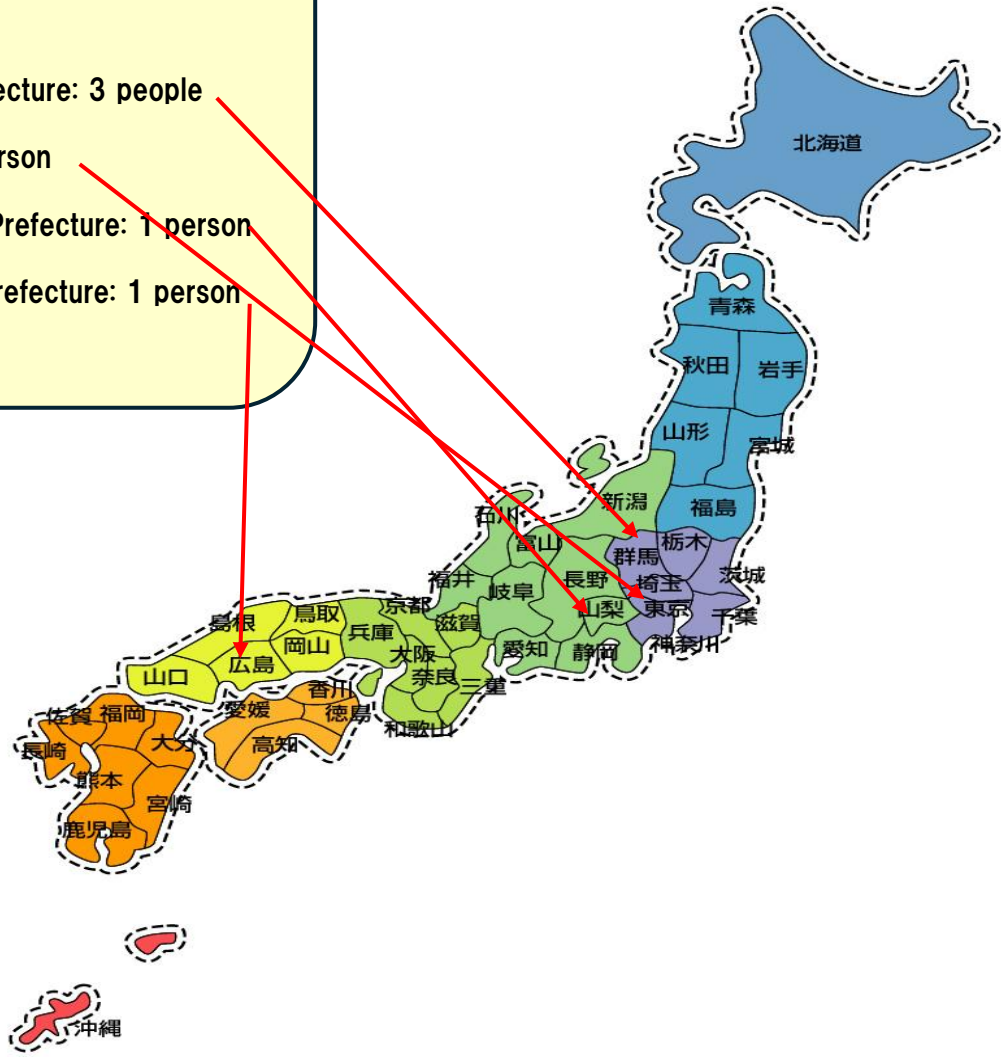 ecture: 3 people
rson
Prefecture: 1 person
refecture: 1 person
北海道
青森
秋田
岩手
山形
宮城
新潟
福島
石川
富山
群馬
栃木
福井
岐阜
長野
埼玉
茨城
山梨
東京
千葉
島根
鳥取
京都
滋賀
兵庫
岡山
愛知
静岡
神奈川
広島
大阪
山口
奈良
三重
香川
佐賀
福岡
愛媛
徳島
和歌山
長崎
大分
高知
熊本
宮崎
鹿児島
沖縄